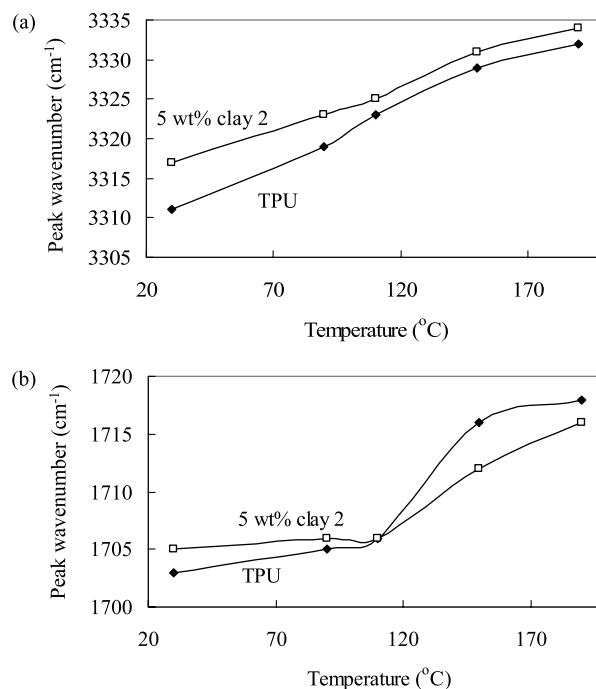 (a)
Peak wavenumber (cm⁻¹)
3335
3330
3325
3320
3315
3310
3305
5 wt% clay 2
TPU
20 70 120 170
Temperature (°C)
(b)
Peak wavenumber (cm⁻¹)
1720
1715
1710
1705
1700
5 wt% clay 2
TPU
20 70 120 170
Temperature (°C)